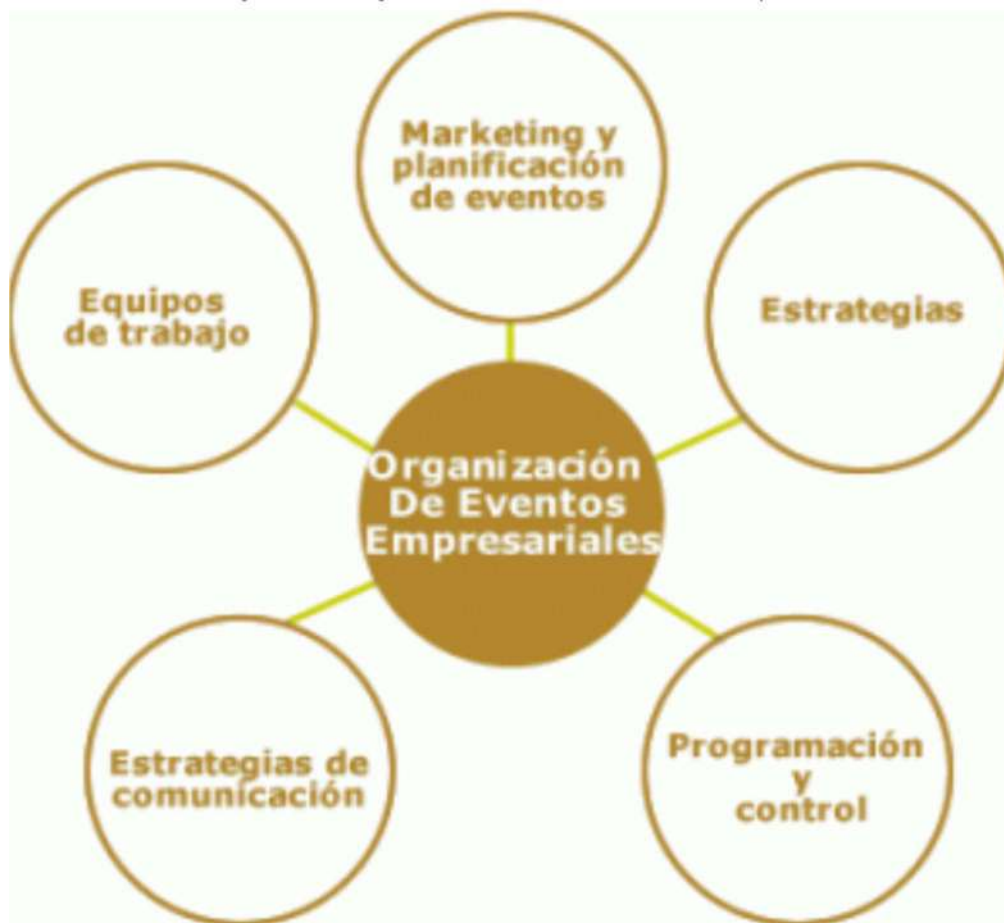 Marketing y
planificación
de eventos
Equipos
de trabajo
Estrategias
Organización
De Eventos
Empresariales
Estrategias de
comunicación
Programación
y
control